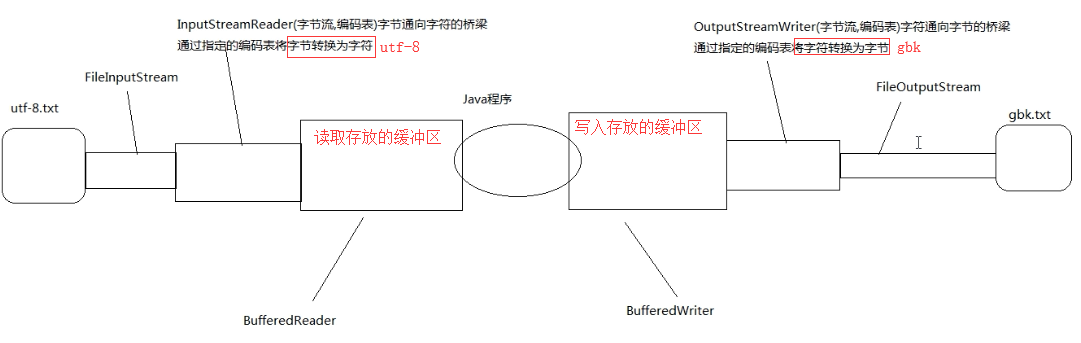 InputStreamReader(字节流,编码表)字节通向字符的桥梁
通过指定的编码表将字节转换为字符 utf-8
OutputStreamWriter(字节流,编码表)字符通向字节的桥梁
通过指定的编码表将字符转换为字节 gbk
FileInputStream
FileOutputStream
utf-8.txt
Java程序
gbk.txt
读取存放的缓冲区
写入存放的缓冲区
BufferedReader
BufferedWriter